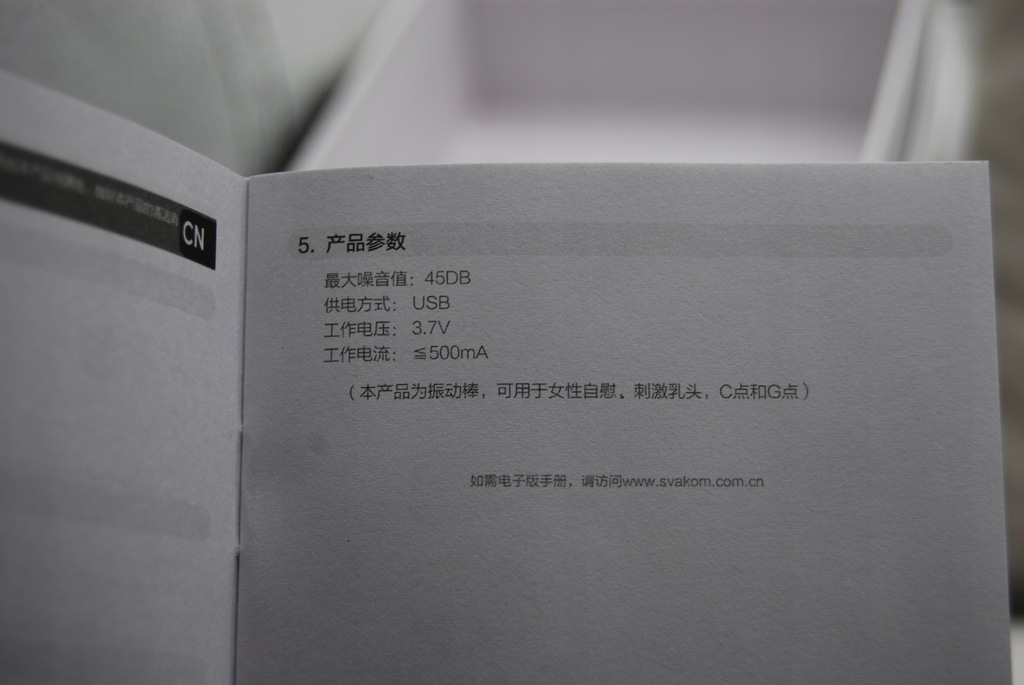 CN
5. 产品参数
最大噪音值：45DB
供电方式： USB
工作电压： 3.7V
工作电流： ≦500mA
（本产品为振动棒，可用于女性自慰、刺激乳头，C点和G点）
如需电子版手册，请访问www.svakom.com.cn